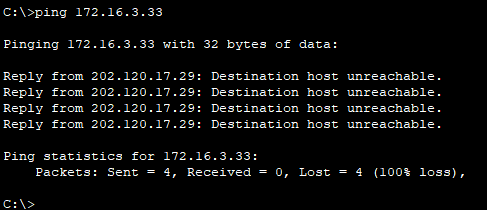 C:\>ping 172.16.3.33
Pinging 172.16.3.33 with 32 bytes of data:
Reply from 202.120.17.29: Destination host unreachable.
Reply from 202.120.17.29: Destination host unreachable.
Reply from 202.120.17.29: Destination host unreachable.
Reply from 202.120.17.29: Destination host unreachable.
Ping statistics for 172.16.3.33:
    Packets: Sent = 4, Received = 0, Lost = 4 (100% loss),
C:\>